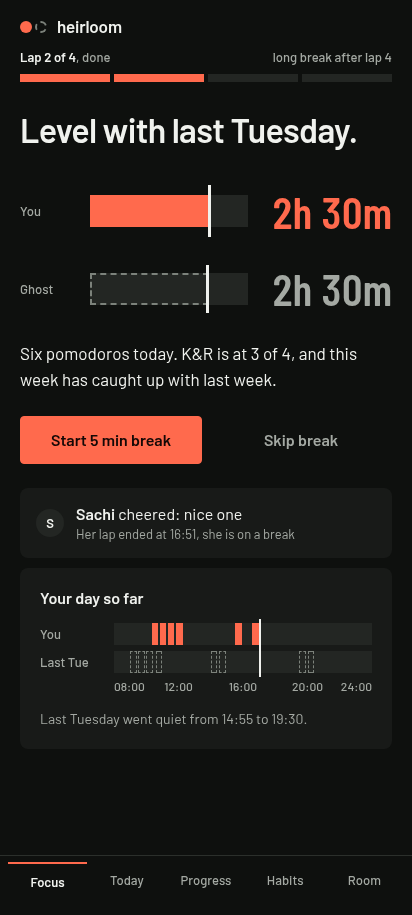 heirloom
Lap 2 of 4, done
long break after lap 4
Level with last Tuesday.
You
2h 30m
Ghost
2h 30m
Six pomodoros today. K&R is at 3 of 4, and this
week has caught up with last week.
Start 5 min break
Skip break
S
Sachi cheered: nice one
Her lap ended at 16:51, she is on a break
Your day so far
You
Last Tue
08:00 12:00 16:00 20:00 24:00
Last Tuesday went quiet from 14:55 to 19:30.
Focus Today Progress Habits Room